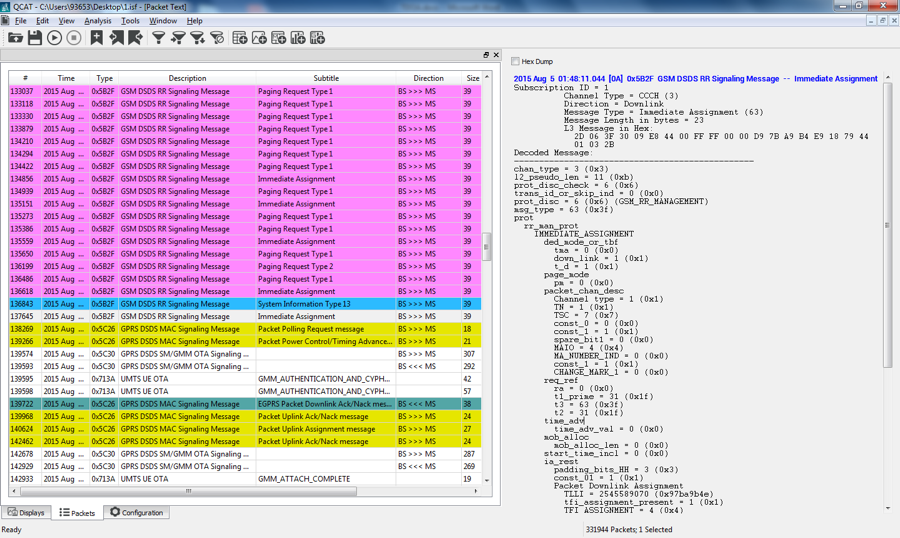 QCAT - C:\Users\93653\Desktop\1.isf - [Packet Text]
File Edit View Analysis Tools Window Help
# Time Type Description Subtitle Direction Size
133037 2015 Aug ... 0x5B2F GSM DSDS RR Signaling Message Paging Request Type 1 BS >>> MS 39
133118 2015 Aug ... 0x5B2F GSM DSDS RR Signaling Message Paging Request Type 1 BS >>> MS 39
133330 2015 Aug ... 0x5B2F GSM DSDS RR Signaling Message Paging Request Type 1 BS >>> MS 39
133879 2015 Aug ... 0x5B2F GSM DSDS RR Signaling Message Paging Request Type 1 BS >>> MS 39
134210 2015 Aug ... 0x5B2F GSM DSDS RR Signaling Message Paging Request Type 1 BS >>> MS 39
134294 2015 Aug ... 0x5B2F GSM DSDS RR Signaling Message Paging Request Type 1 BS >>> MS 39
134422 2015 Aug ... 0x5B2F GSM DSDS RR Signaling Message Paging Request Type 1 BS >>> MS 39
134856 2015 Aug ... 0x5B2F GSM DSDS RR Signaling Message Immediate Assignment BS >>> MS 39
134939 2015 Aug ... 0x5B2F GSM DSDS RR Signaling Message Paging Request Type 1 BS >>> MS 39
135151 2015 Aug ... 0x5B2F GSM DSDS RR Signaling Message Immediate Assignment BS >>> MS 39
135273 2015 Aug ... 0x5B2F GSM DSDS RR Signaling Message Paging Request Type 1 BS >>> MS 39
135386 2015 Aug ... 0x5B2F GSM DSDS RR Signaling Message Paging Request Type 1 BS >>> MS 39
135559 2015 Aug ... 0x5B2F GSM DSDS RR Signaling Message Immediate Assignment BS >>> MS 39
135650 2015 Aug ... 0x5B2F GSM DSDS RR Signaling Message Paging Request Type 1 BS >>> MS 39
136199 2015 Aug ... 0x5B2F GSM DSDS RR Signaling Message Paging Request Type 2 BS >>> MS 39
136486 2015 Aug ... 0x5B2F GSM DSDS RR Signaling Message Paging Request Type 1 BS >>> MS 39
136618 2015 Aug ... 0x5B2F GSM DSDS RR Signaling Message Immediate Assignment BS >>> MS 39
136843 2015 Aug ... 0x5B2F GSM DSDS RR Signaling Message System Information Type 13 BS >>> MS 39
137645 2015 Aug ... 0x5B2F GSM DSDS RR Signaling Message Immediate Assignment BS >>> MS 39
138269 2015 Aug ... 0x5C26 GPRS DSDS MAC Signaling Message Packet Polling Request message BS >>> MS 18
139266 2015 Aug ... 0x5C26 GPRS DSDS MAC Signaling Message Packet Power Control/Timing Advance... BS >>> MS 21
139574 2015 Aug ... 0x5C30 GPRS DSDS SM/GMM OTA Signaling ... BS >>> MS 307
139593 2015 Aug ... 0x5C30 GPRS DSDS SM/GMM OTA Signaling ... BS <<< MS 292
139595 2015 Aug ... 0x713A UMTS UE OTA GMM_AUTHENTICATION_AND_CYPH... 42
139598 2015 Aug ... 0x713A UMTS UE OTA GMM_AUTHENTICATION_AND_CYPH... 57
139722 2015 Aug ... 0x5C26 GPRS DSDS MAC Signaling Message EGPRS Packet Downlink Ack/Nack me... BS <<< MS 38
139968 2015 Aug ... 0x5C26 GPRS DSDS MAC Signaling Message Packet Uplink Ack/Nack message BS >>> MS 24
140624 2015 Aug ... 0x5C26 GPRS DSDS MAC Signaling Message Packet Uplink Assignment message BS >>> MS 27
142462 2015 Aug ... 0x5C26 GPRS DSDS MAC Signaling Message Packet Uplink Ack/Nack message BS >>> MS 24
142678 2015 Aug ... 0x5C30 GPRS DSDS SM/GMM OTA Signaling ... BS >>> MS 287
142929 2015 Aug ... 0x5C30 GPRS DSDS SM/GMM OTA Signaling ... BS <<< MS 269
142933 2015 Aug ... 0x713A UMTS UE OTA GMM_ATTACH_COMPLETE 19
Displays Packets Configuration
Ready
Hex Dump
2015 Aug 5 01:48:11.044 [0A] 0x5B2F GSM DSDS RR Signaling Message -- Immediate Assignment
Subscription ID = 1
Channel Type = CCCH (3)
Direction = Downlink
Message Type = Immediate Assignment (63)
Message Length in bytes = 23
L3 Message in Hex:
2D 06 3F 30 09 E8 44 00 FF FF 00 00 D9 7B A9 B4 E9 18 79 44
01 03 2B
Decoded Message:
chan_type = 3 (0x3)
l2_pseudo_len = 11 (0xb)
prot_disc_check = 6 (0x6)
trans_id_or_skip_ind = 0 (0x0)
prot_disc = 6 (0x6) (GSM_RR_MANAGEMENT)
msg_type = 63 (0x3f)
prot
rr_man_prot
IMMEDIATE_ASSIGNMENT
ded_mode_or_tbf
tma = 0 (0x0)
down_link = 1 (0x1)
t_d = 1 (0x1)
page_mode
pm = 0 (0x0)
packet_chan_desc
Channel type = 1 (0x1)
TN = 1 (0x1)
TSC = 7 (0x7)
const_0 = 0 (0x0)
const_1 = 1 (0x1)
spare_bit1 = 0 (0x0)
MAIO = 4 (0x4)
MA_NUMBER_IND = 0 (0x0)
const_1 = 1 (0x1)
CHANGE_MARK_1 = 0 (0x0)
req_ref
ra = 0 (0x0)
t1_prime = 31 (0x1f)
t3 = 63 (0x3f)
t2 = 31 (0x1f)
time_adv
time_adv_val = 0 (0x0)
mob_alloc
mob_alloc_len = 0 (0x0)
start_time_incl = 0 (0x0)
ia_rest
padding_bits_HH = 3 (0x3)
const_01 = 1 (0x1)
Packet Downlink Assignment
TLLI = 2545589070 (0x97ba9b4e)
tfi_assignment_present = 1 (0x1)
TFI_ASSIGNMENT = 4 (0x4)
331944 Packets; 1 Selected